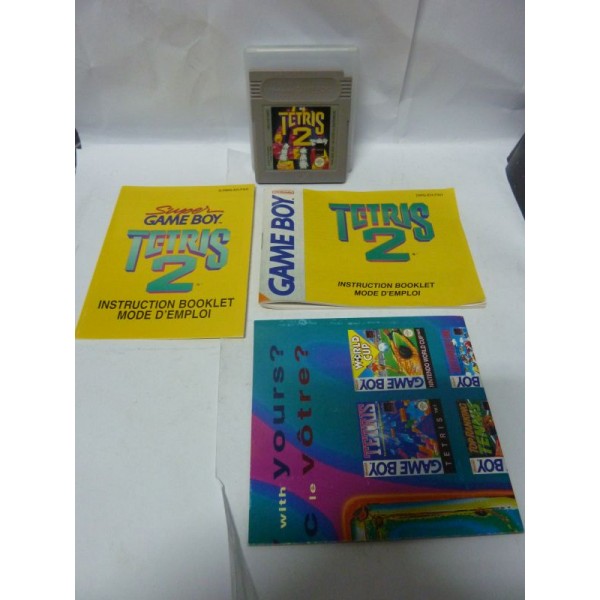 TETRIS
2
Super
GAME BOY
TETRIS
2
INSTRUCTION BOOKLET
MODE D'EMPLOI
GAME BOY
TETRIS
2
INSTRUCTION BOOKLET
MODE D'EMPLOI
with yours?
c le vôtre?
WORLD
CUP
GAME BOY
NINTENDO WORLD CUP
TETRIS
GAME BOY
TETRIS
TENNIS